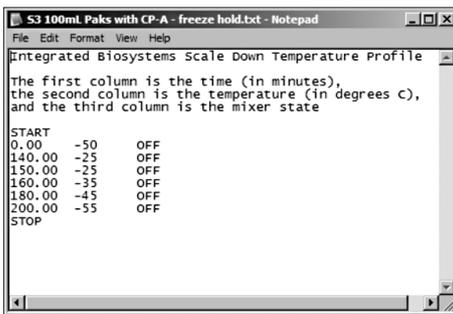 S3 100mL Paks with CP-A - freeze hold.txt - Notepad
File Edit Format View Help
Integrated Biosystems Scale Down Temperature Profile
The first column is the time (in minutes),
the second column is the temperature (in degrees C),
and the third column is the mixer state
START
0.00 -50 OFF
140.00 -25 OFF
150.00 -25 OFF
160.00 -35 OFF
180.00 -45 OFF
200.00 -55 OFF
STOP